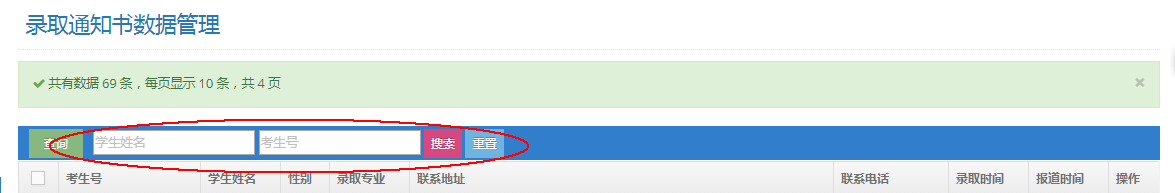 录取通知书数据管理
共有数据 69 条，每页显示 10 条，共 4 页 ×
查询 学生姓名 考生号 搜索 重置
考生号 学生姓名 性别 录取专业 联系地址 联系电话 录取时间 报道时间 操作